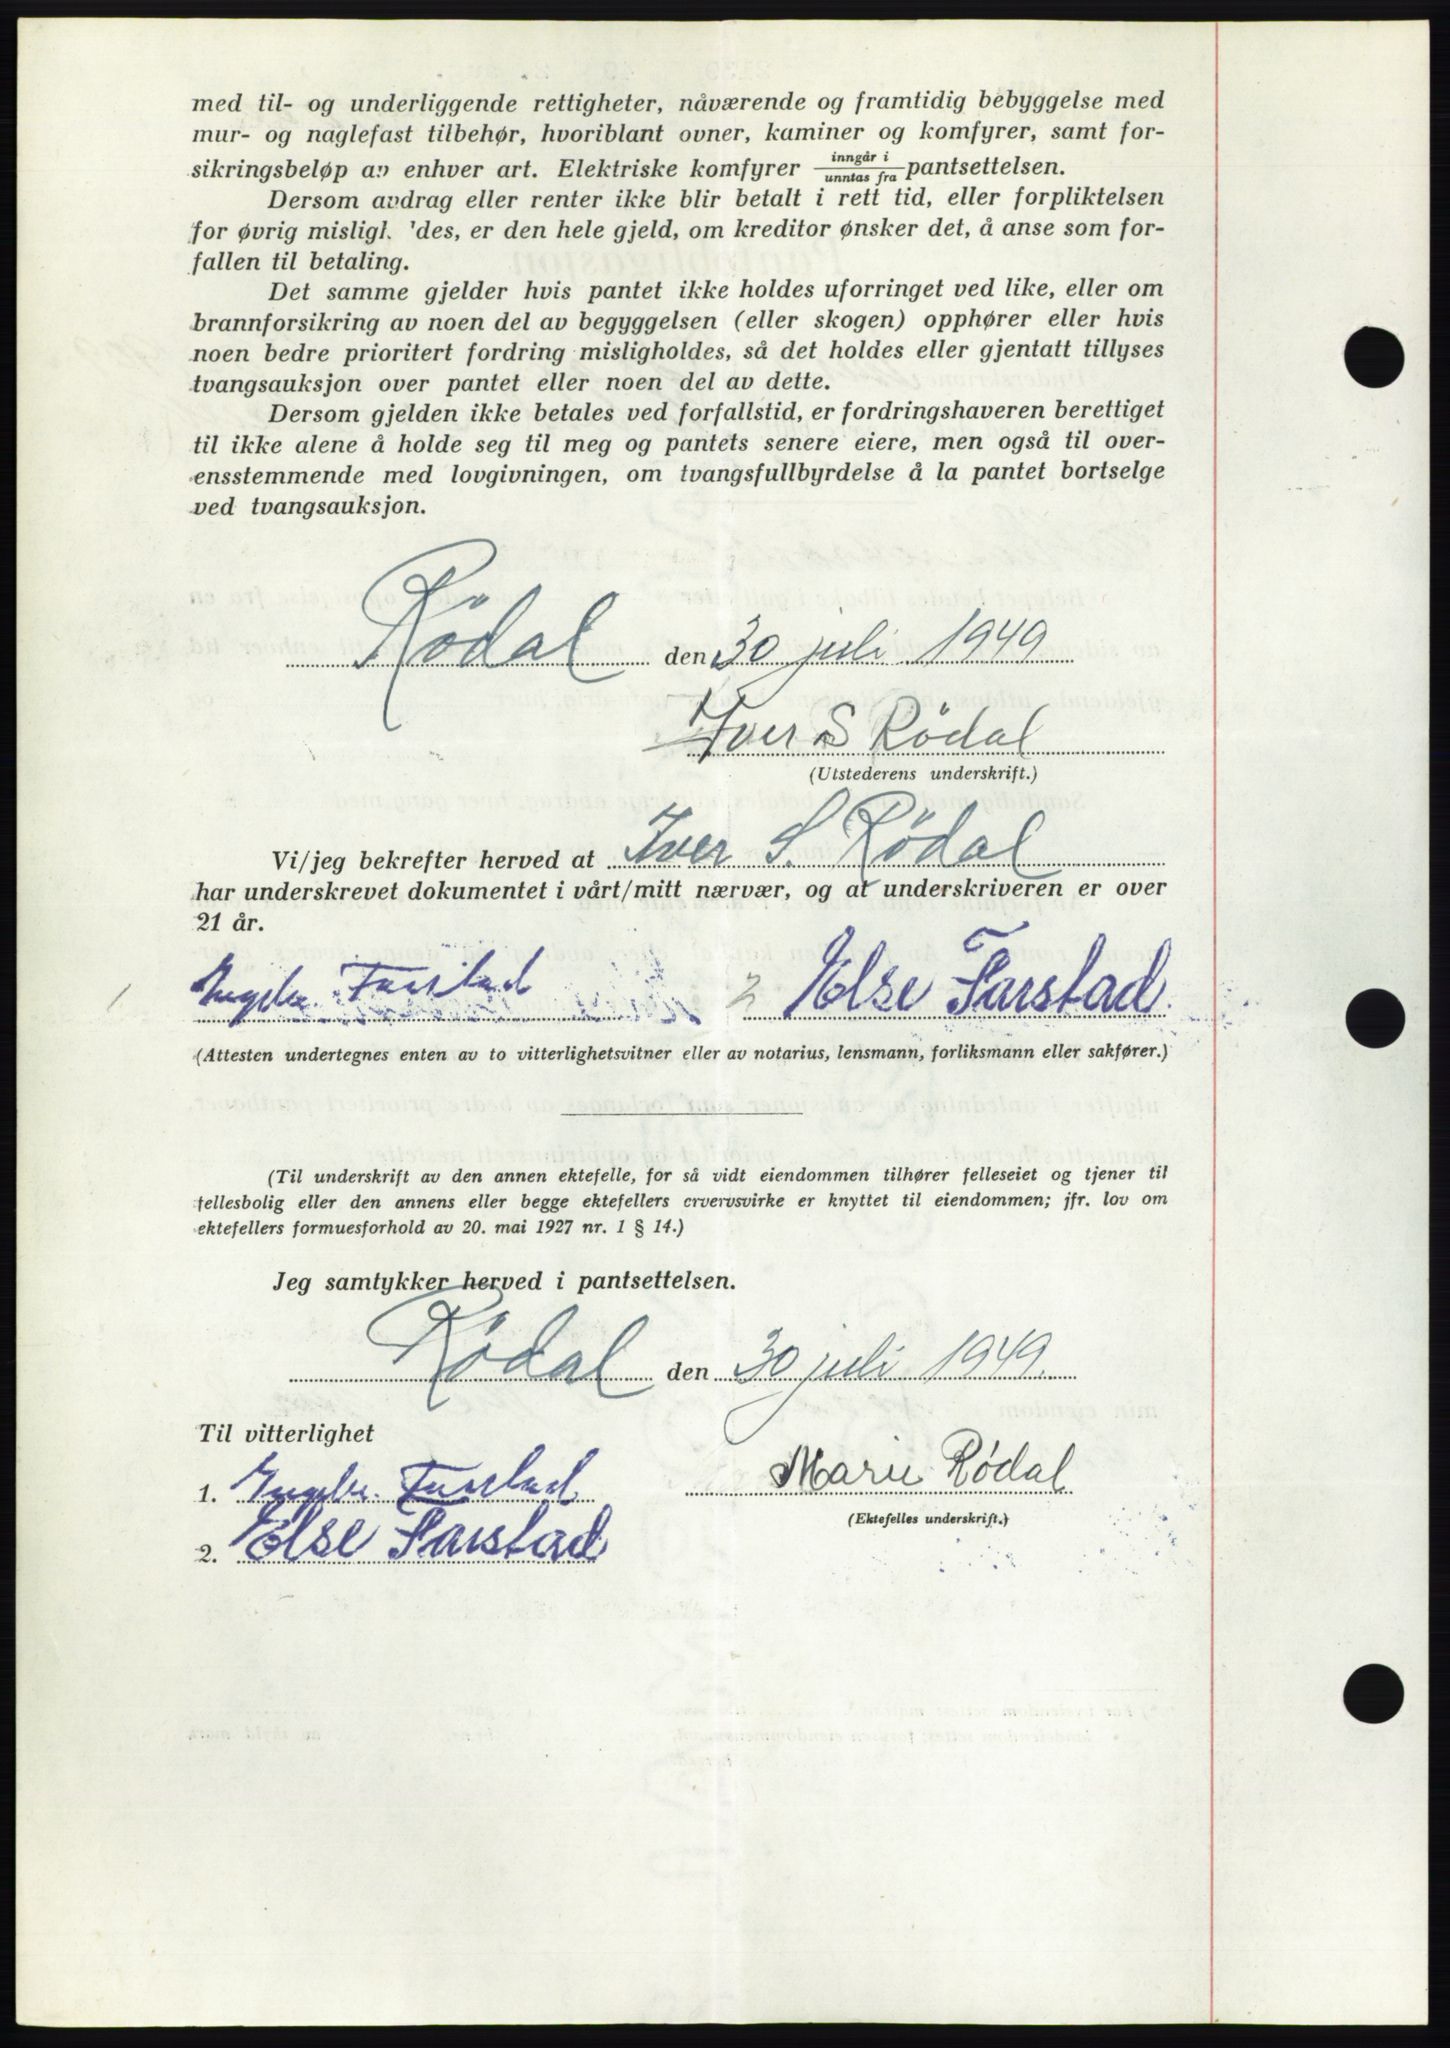 med til- og underliggende rettigheter, nåværende og framtidig bebyggelse med
mur- og naglefast tilbehør, hvoriblant ovner, kaminer og komfyrer, samt for-
sikringsbeløp av enhver art. Elektriske komfyrer inngår i / unntas fra pantsettelsen.
Dersom avdrag eller renter ikke blir betalt i rett tid, eller forpliktelsen
for øvrig misligl. 'des, er den hele gjeld, om kreditor ønsker det, å anse som for-
fallen til betaling.
Det samme gjelder hvis pantet ikke holdes uforringet ved like, eller om
brannforsikring av noen del av begyggelsen (eller skogen) opphører eller hvis
noen bedre prioritert fordring misligholdes, så det holdes eller gjentatt tillyses
tvangsauksjon over pantet eller noen del av dette.
Dersom gjelden ikke betales ved forfallstid, er fordringshaveren berettiget
til ikke alene å holde seg til meg og pantets senere eiere, men også til over-
ensstemmende med lovgivningen, om tvangsfullbyrdelse å la pantet bortselge
ved tvangsauksjon.
Rödal den 30 juli 1949
Iver S Rödal
(Utstederens underskrift.)
Vi/jeg bekrefter herved at Iver S. Rödal
har underskrevet dokumentet i vårt/mitt nærvær, og at underskriveren er over
21 år.
Farstad 2 Else Farstad
(Attesten undertegnes enten av to vitterlighetsvitner eller av notarius, lensmann, forliksmann eller sakfører.)
(Til underskrift av den annen ektefelle, for så vidt eiendommen tilhører felleseiet og tjener til
fellesbolig eller den annens eller begge ektefellers ervervsvirke er knyttet til eiendommen; jfr. lov om
ektefellers formuesforhold av 20. mai 1927 nr. 1 § 14.)
Jeg samtykker herved i pantsettelsen.
Rödal den 30 juli 1949.
Til vitterlighet
Marie Rödal
1. Farstad
(Ektefelles underskrift.)
2. Else Farstad